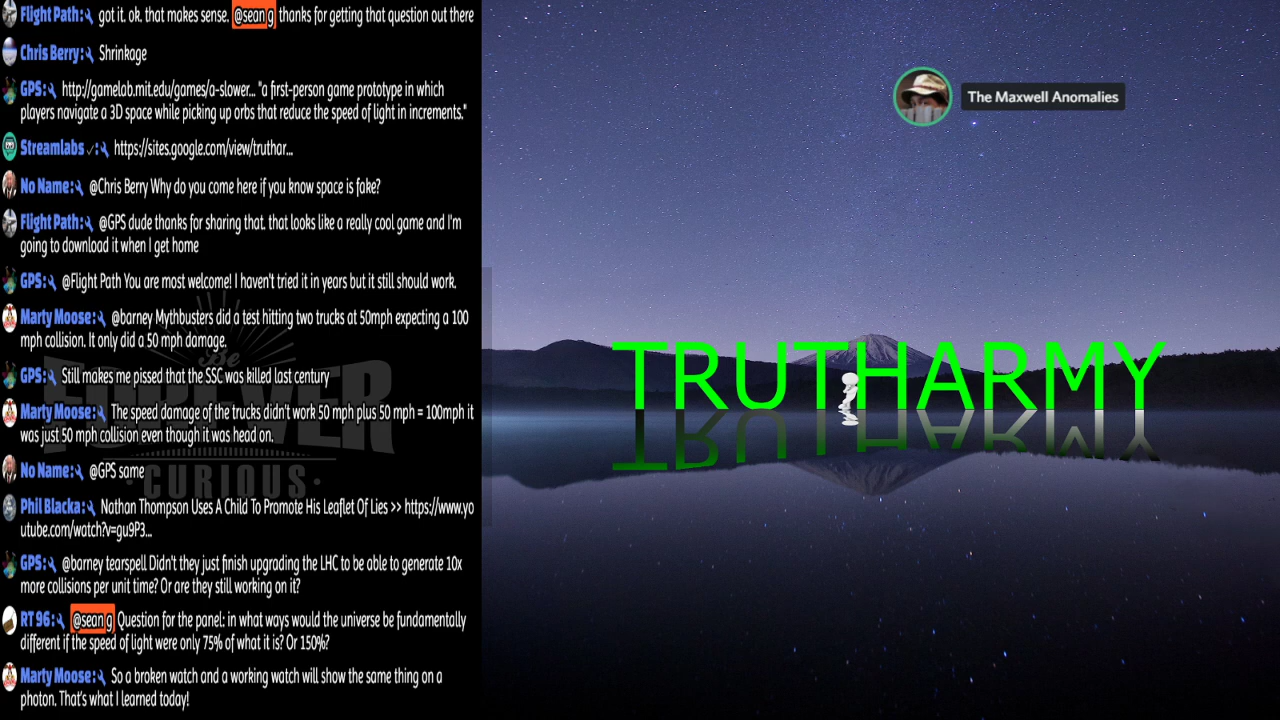 Flight Path: got it. ok. that makes sense. @sean g thanks for getting that question out there
Chris Berry: Shrinkage
GPS: http://gamelab.mit.edu/games/a-slower... "a first-person game prototype in which
players navigate a 3D space while picking up orbs that reduce the speed of light in increments."
Streamlabs ✓: https://sites.google.com/view/truthar...
No Name: @Chris Berry Why do you come here if you know space is fake?
Flight Path: @GPS dude thanks for sharing that. that looks like a really cool game and I'm
going to download it when I get home
GPS: @Flight Path You are most welcome! I haven't tried it in years but it still should work.
Marty Moose: @barney Mythbusters did a test hitting two trucks at 50mph expecting a 100
mph collision. It only did a 50 mph damage.
GPS: Still makes me pissed that the SSC was killed last century
Marty Moose: The speed damage of the trucks didn't work 50 mph plus 50 mph = 100mph it
was just 50 mph collision even though it was head on.
No Name: @GPS same
Phil Blacka: Nathan Thompson Uses A Child To Promote His Leaflet Of Lies >> https://www.yo
utube.com/watch?v=gu9P3...
GPS: @barney tearspell Didn't they just finish upgrading the LHC to be able to generate 10x
more collisions per unit time? Or are they still working on it?
RT 96: @sean g Question for the panel: in what ways would the universe be fundamentally
different if the speed of light were only 75% of what it is? Or 150%?
Marty Moose: So a broken watch and a working watch will show the same thing on a
photon. That's what I learned today!
Be
FOREVER
CURIOUS
The Maxwell Anomalies
TRUTHARMY